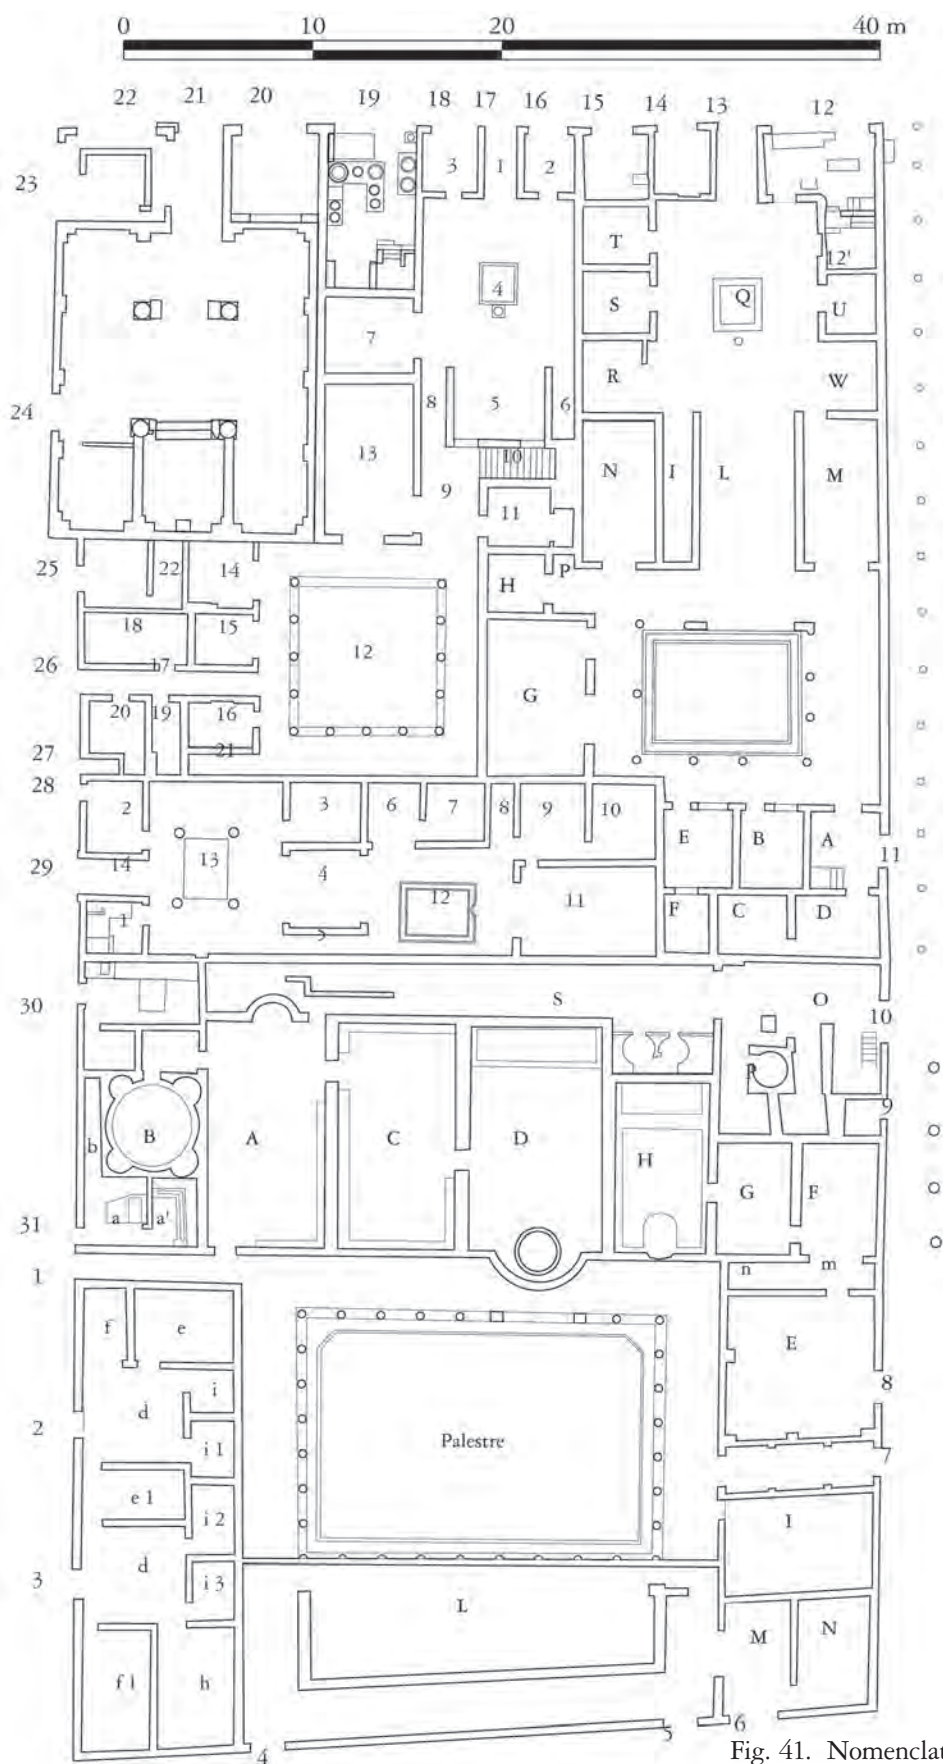 0 10 20 40 m
22 21 20 19 18 17 16 15 14 13 12
3 1 2
23
T
12'
4 Q
S U
7
R W
24 8 5 6
13 10 N I L M
9
11
25 22 14
H P
18 15
12
26 17
G
20 19 16
27 21
28
2 3 6 7 8 9 10
E B A
11
29 14 13 4
12 11
1 F C D
5
30 S O
10
P
9
b B A C D
H
G F
a a'
31
1 n m
f e
E
i 8
d
2 i 1 Palestre
7
e 1
i 2
I
d
3 i 3
L
M N
f 1 h
5 6
4
Fig. 41. Nomencla